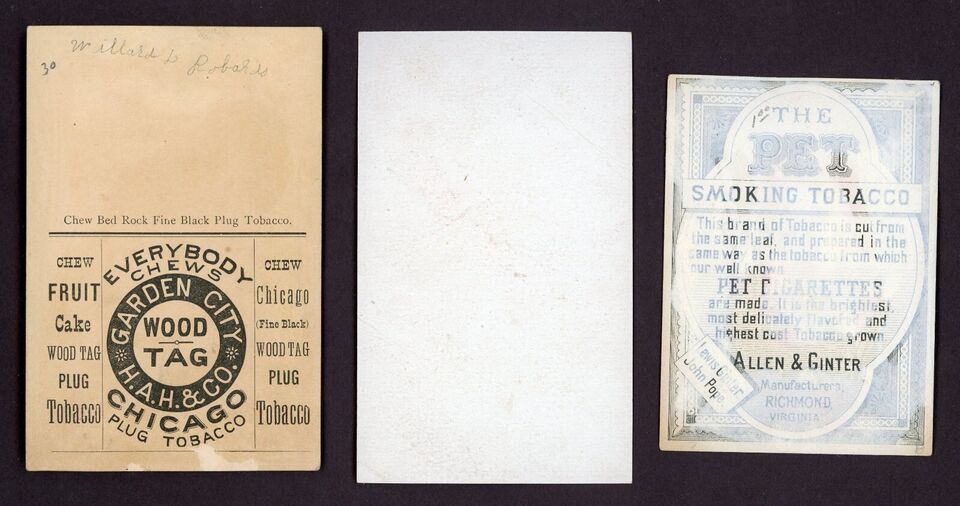 Willard L
Robards
30
Chew Bed Rock Fine Black Plug Tobacco.
CHEW
FRUIT
Cake
WOOD TAG
PLUG
Tobacco
EVERYBODY
CHEWS
GARDEN CITY
WOOD
TAG
H.A.H. & CO.
CHICAGO
PLUG TOBACCO
CHEW
Chicago
(Fine Black)
WOOD TAG
PLUG
Tobacco
1.00
THE
PET
SMOKING TOBACCO
This brand of Tobacco is cut from
the same leaf, and prepared in the
same way as the tobacco from which
our well known
PET CIGARETTES
are made. It is the brightest,
most delicately flavored and
highest cost Tobacco grown.
ALLEN & GINTER
Manufacturers,
RICHMOND,
VIRGINIA.
Lewis Ginter
John Pope